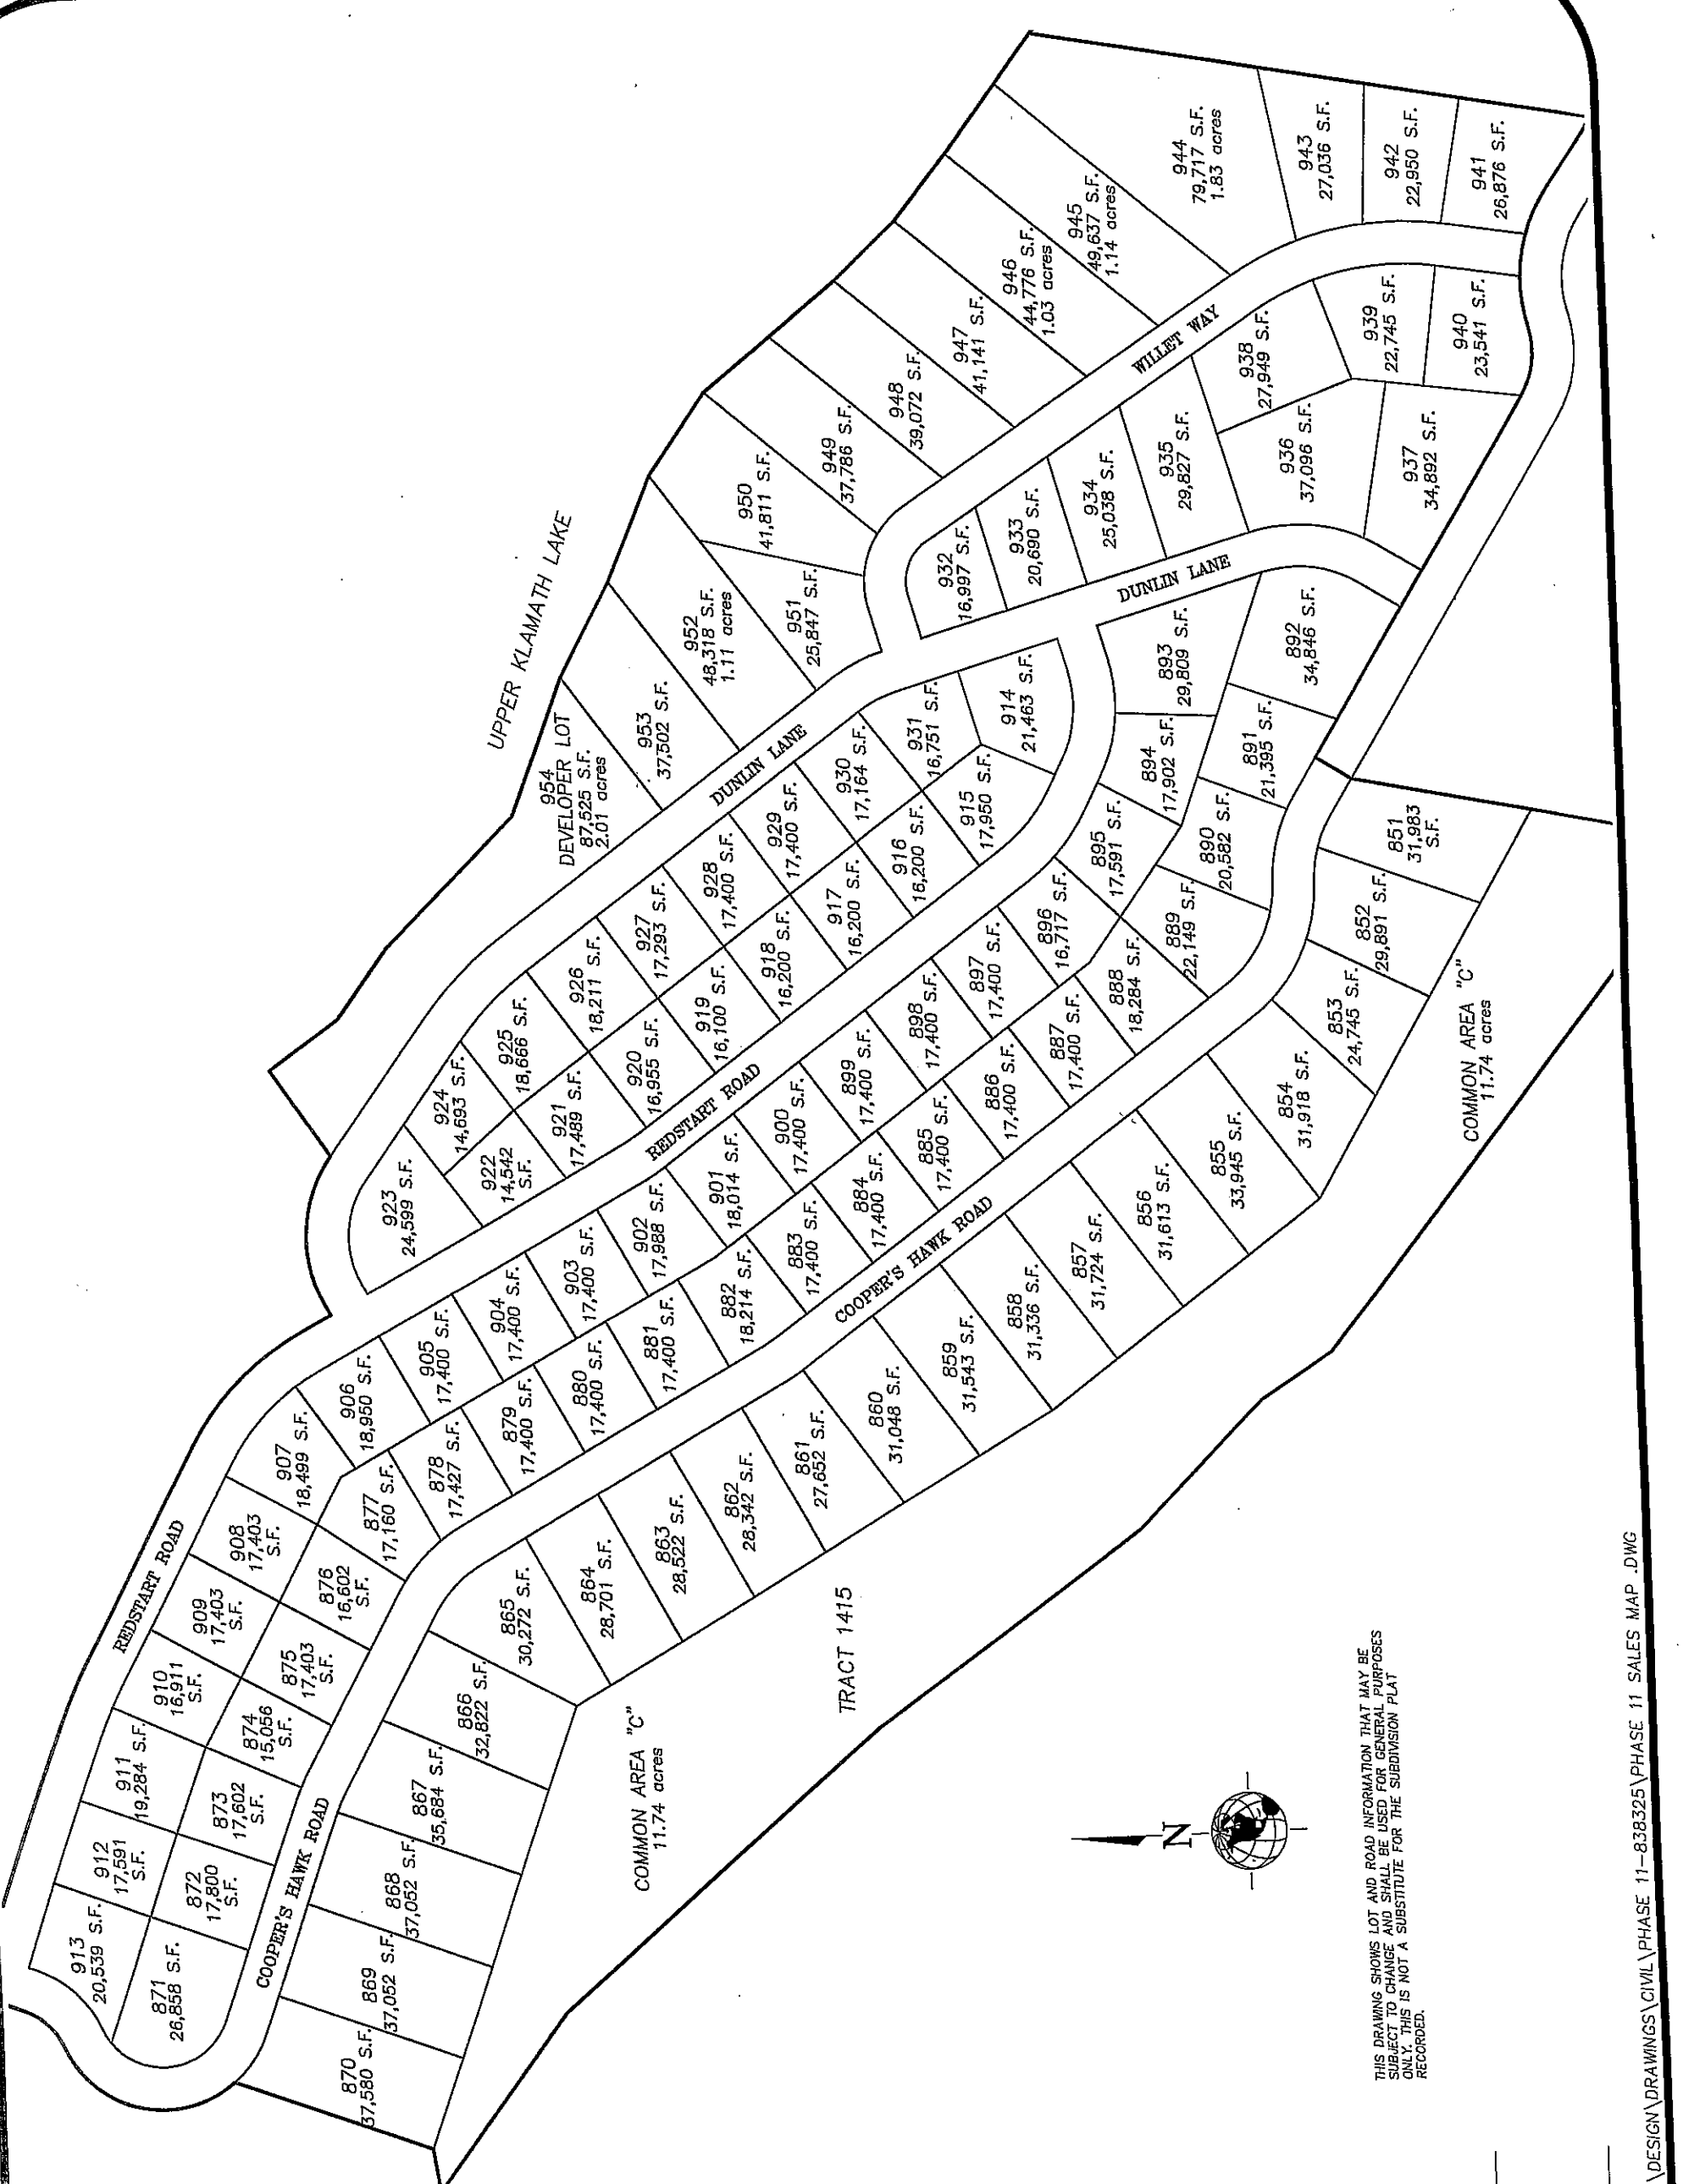 UPPER KLAMATH LAKE
REDSTART ROAD
913
20,539 S.F.
912
17,591
S.F.
911
19,284 S.F.
910
16,911
S.F.
909
17,403
S.F.
908
17,403
S.F.
907
18,499 S.F.
906
18,950 S.F.
905
17,400 S.F.
904
17,400 S.F.
903
17,400 S.F.
902
17,988 S.F.
901
18,014 S.F.
900
17,400 S.F.
899
17,400 S.F.
898
17,400 S.F.
897
17,400 S.F.
896
16,717 S.F.
895
17,591 S.F.
894
17,902 S.F.
893
29,809 S.F.
892
34,846 S.F.
871
26,858 S.F.
872
17,800
S.F.
873
17,602
S.F.
874
15,056
S.F.
875
17,403
S.F.
876
16,602
S.F.
877
17,160 S.F.
878
17,427 S.F.
879
17,400 S.F.
880
17,400 S.F.
881
17,400 S.F.
882
18,214 S.F.
883
17,400 S.F.
884
17,400 S.F.
885
17,400 S.F.
886
17,400 S.F.
887
17,400 S.F.
888
18,284 S.F.
889
22,149 S.F.
890
20,582 S.F.
891
21,395 S.F.
COOPER'S HAWK ROAD
COOPER'S HAWK ROAD
870
37,580 S.F.
869
37,052 S.F.
868
37,052 S.F.
867
35,684 S.F.
866
32,822 S.F.
865
30,272 S.F.
864
28,701 S.F.
863
28,522 S.F.
862
28,342 S.F.
861
27,652 S.F.
860
31,048 S.F.
859
31,543 S.F.
858
31,336 S.F.
857
31,724 S.F.
856
31,613 S.F.
855
33,945 S.F.
854
31,918 S.F.
853
24,745 S.F.
852
29,891 S.F.
851
31,983
S.F.
REDSTART ROAD
923
24,599 S.F.
922
14,542
S.F.
921
17,489 S.F.
920
16,955 S.F.
919
16,100 S.F.
918
16,200 S.F.
917
16,200 S.F.
916
16,200 S.F.
915
17,950 S.F.
914
21,463 S.F.
924
14,693 S.F.
925
18,666 S.F.
926
18,211 S.F.
927
17,293 S.F.
928
17,400 S.F.
929
17,400 S.F.
930
17,164 S.F.
931
16,751 S.F.
DUNLIN LANE
DUNLIN LANE
954
DEVELOPER LOT
87,525 S.F.
2.01 acres
953
37,502 S.F.
952
48,318 S.F.
1.11 acres
951
25,847 S.F.
950
41,811 S.F.
949
37,786 S.F.
948
39,072 S.F.
947
41,141 S.F.
946
44,776 S.F.
1.03 acres
945
49,637 S.F.
1.14 acres
944
79,717 S.F.
1.83 acres
943
27,036 S.F.
942
22,950 S.F.
941
26,876 S.F.
WILLET WAY
932
16,997 S.F.
933
20,690 S.F.
934
25,038 S.F.
935
29,827 S.F.
936
37,096 S.F.
937
34,892 S.F.
938
27,949 S.F.
939
22,745 S.F.
940
23,541 S.F.
COMMON AREA "C"
11.74 acres
COMMON AREA "C"
11.74 acres
TRACT 1415
N
THIS DRAWING SHOWS LOT AND ROAD INFORMATION THAT MAY BE
SUBJECT TO CHANGE AND SHALL BE USED FOR GENERAL PURPOSES
ONLY. THIS IS NOT A SUBSTITUTE FOR THE SUBDIVISION PLAT
RECORDED.
\DESIGN\DRAWINGS\CIVIL\PHASE 11-838325\PHASE 11 SALES MAP .DWG